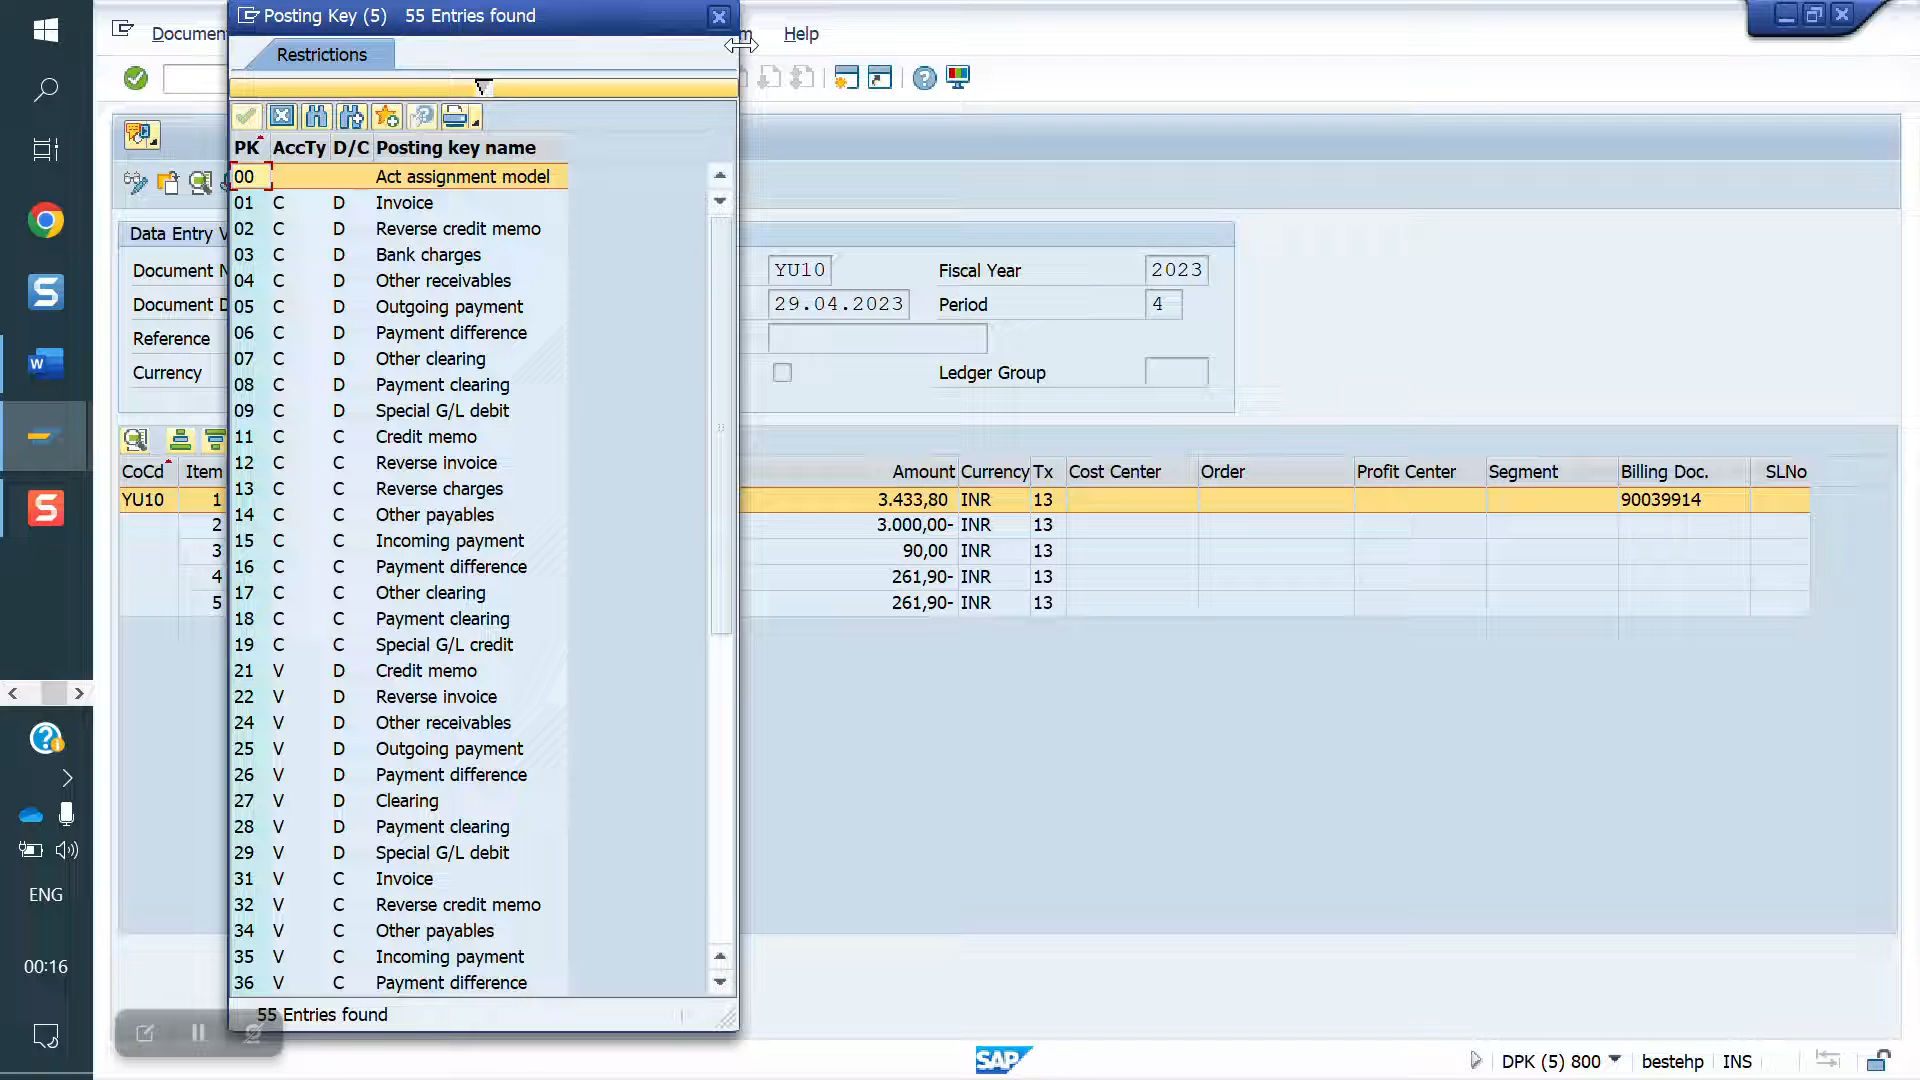 Posting Key (5) 55 Entries found
Documen
Help
Restrictions
PK AccTy D/C Posting key name
00 Act assignment model
01 C D Invoice
02 C D Reverse credit memo
03 C D Bank charges
04 C D Other receivables
05 C D Outgoing payment
06 C D Payment difference
07 C D Other clearing
08 C D Payment clearing
09 C D Special G/L debit
11 C C Credit memo
12 C C Reverse invoice
13 C C Reverse charges
14 C C Other payables
15 C C Incoming payment
16 C C Payment difference
17 C C Other clearing
18 C C Payment clearing
19 C C Special G/L credit
21 V D Credit memo
22 V D Reverse invoice
24 V D Other receivables
25 V D Outgoing payment
26 V D Payment difference
27 V D Clearing
28 V D Payment clearing
29 V D Special G/L debit
31 V C Invoice
32 V C Reverse credit memo
34 V C Other payables
35 V C Incoming payment
36 V C Payment difference
55 Entries found
Data Entry V
Document N YU10 Fiscal Year 2023
Document D 29.04.2023 Period 4
Reference
Currency Ledger Group
CoCd Item Amount Currency Tx Cost Center Order Profit Center Segment Billing Doc. SLNo
YU10 1 3.433,80 INR 13 90039914
2 3.000,00- INR 13
3 90,00 INR 13
4 261,90- INR 13
5 261,90- INR 13
ENG
00:16
SAP
DPK (5) 800 bestehp INS